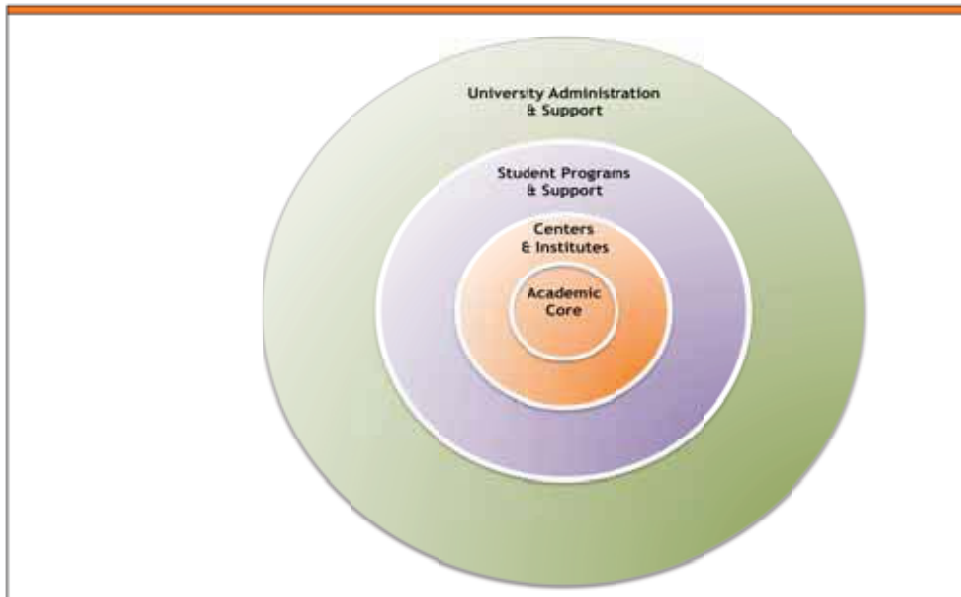 University Administration
& Support
Student Programs
& Support
Centers
& Institutes
Academic
Core